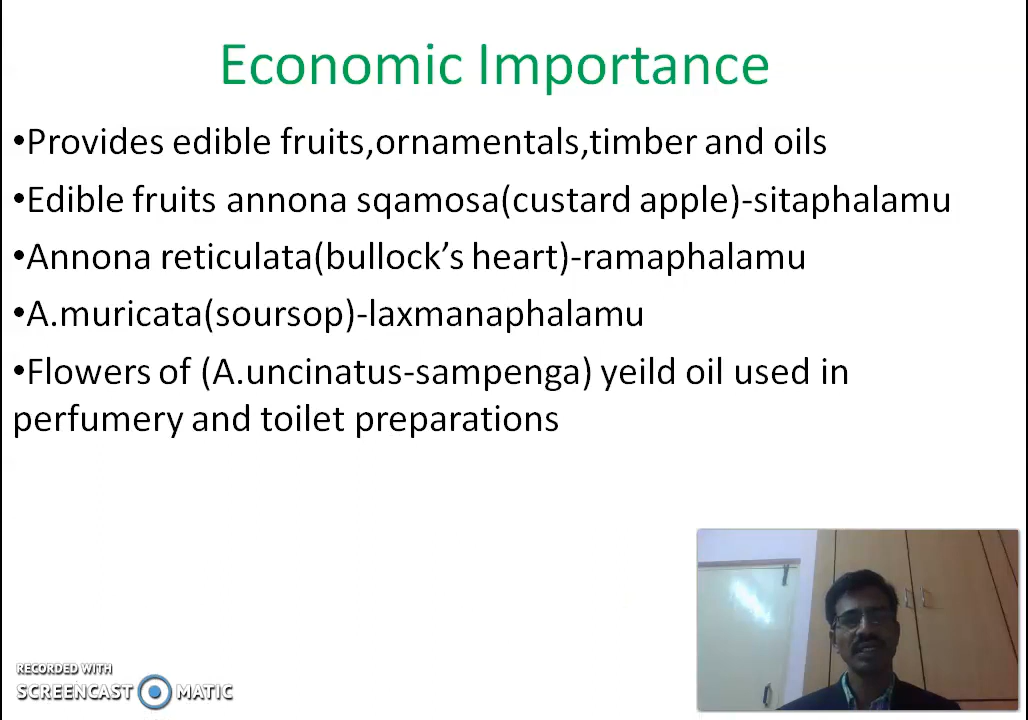 Economic Importance
•Provides edible fruits,ornamentals,timber and oils
•Edible fruits annona sqamosa(custard apple)-sitaphalamu
•Annona reticulata(bullock’s heart)-ramaphalamu
•A.muricata(soursop)-laxmanaphalamu
•Flowers of (A.uncinatus-sampenga) yeild oil used in
perfumery and toilet preparations
RECORDED WITH
SCREENCAST MATIC